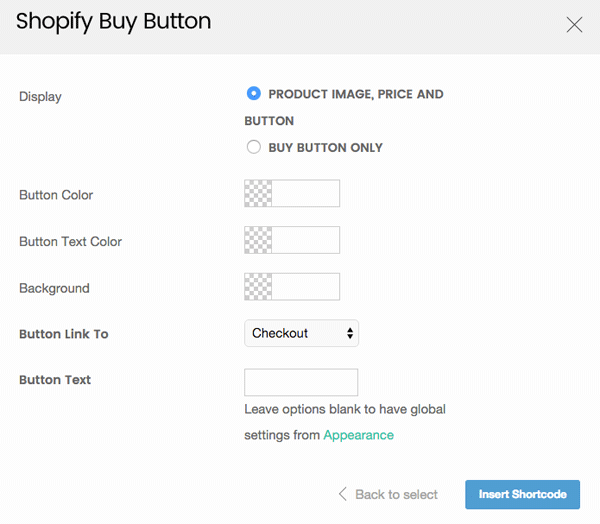 Shopify Buy Button
Display
PRODUCT IMAGE, PRICE AND
BUTTON
BUY BUTTON ONLY
Button Color
Button Text Color
Background
Button Link To
Checkout
Button Text
Leave options blank to have global
settings from Appearance
Back to select
Insert Shortcode